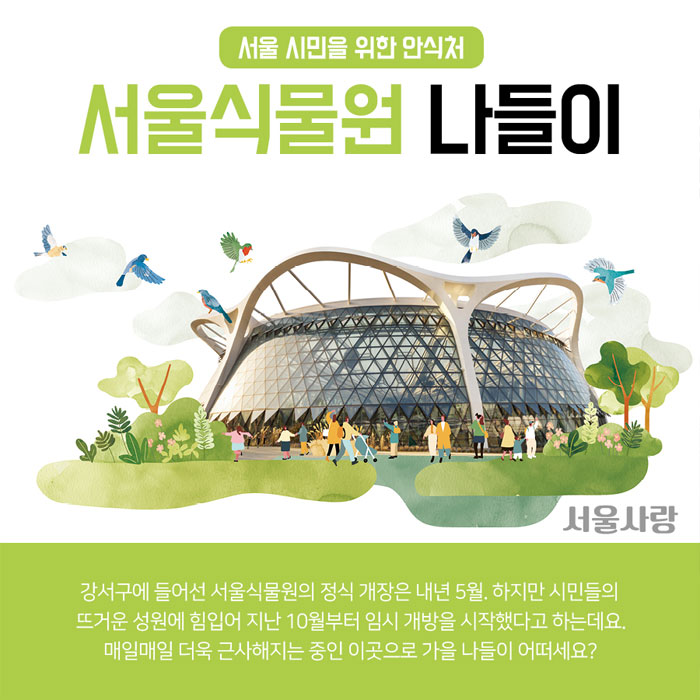 서울 시민을 위한 안식처
서울식물원 나들이
서울사랑
강서구에 들어선 서울식물원의 정식 개장은 내년 5월. 하지만 시민들의
뜨거운 성원에 힘입어 지난 10월부터 임시 개방을 시작했다고 하는데요.
매일매일 더욱 근사해지는 중인 이곳으로 가을 나들이 어떠세요?